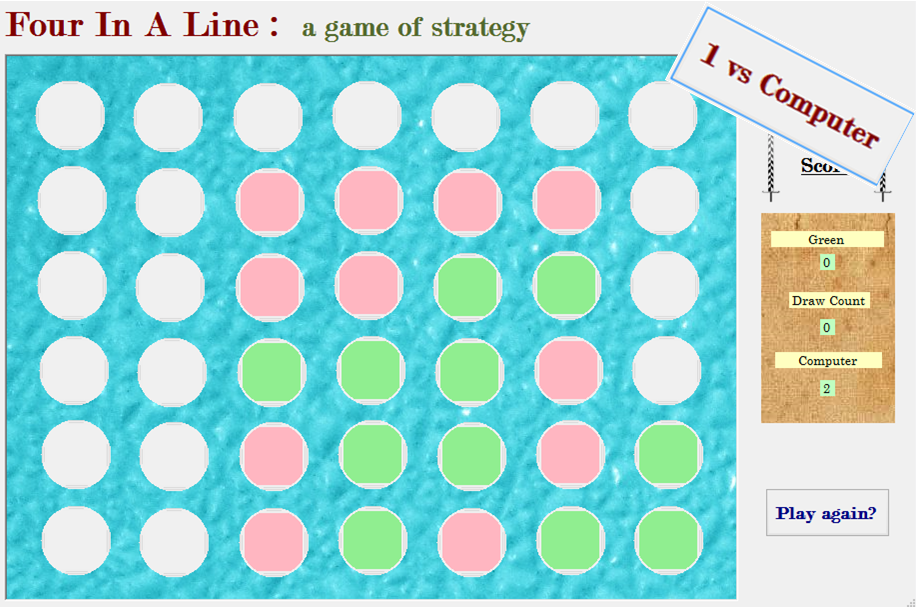 Four In A Line : a game of strategy
1 vs Computer
Green
0
Draw Count
0
Computer
2
Play again?